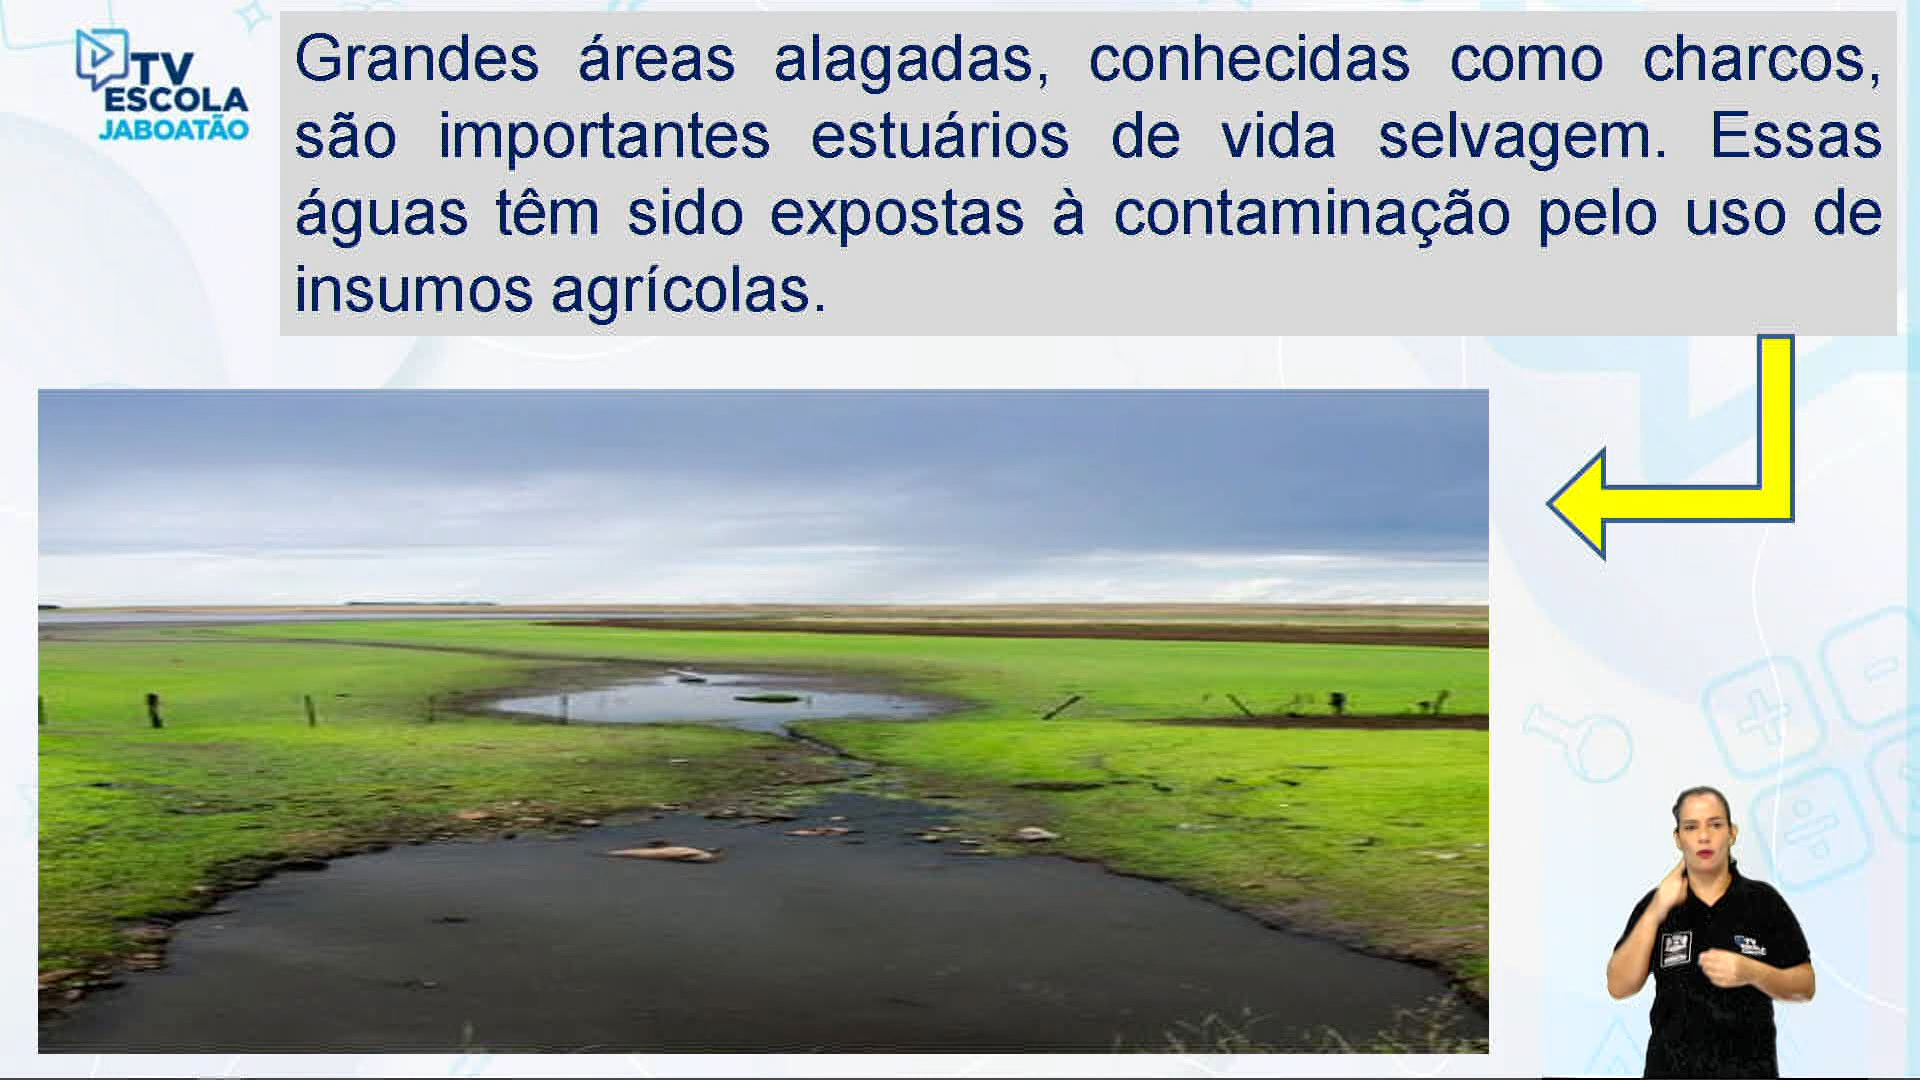 TV
ESCOLA
JABOATÃO
Grandes áreas alagadas, conhecidas como charcos,
são importantes estuários de vida selvagem. Essas
águas têm sido expostas à contaminação pelo uso de
insumos agrícolas.